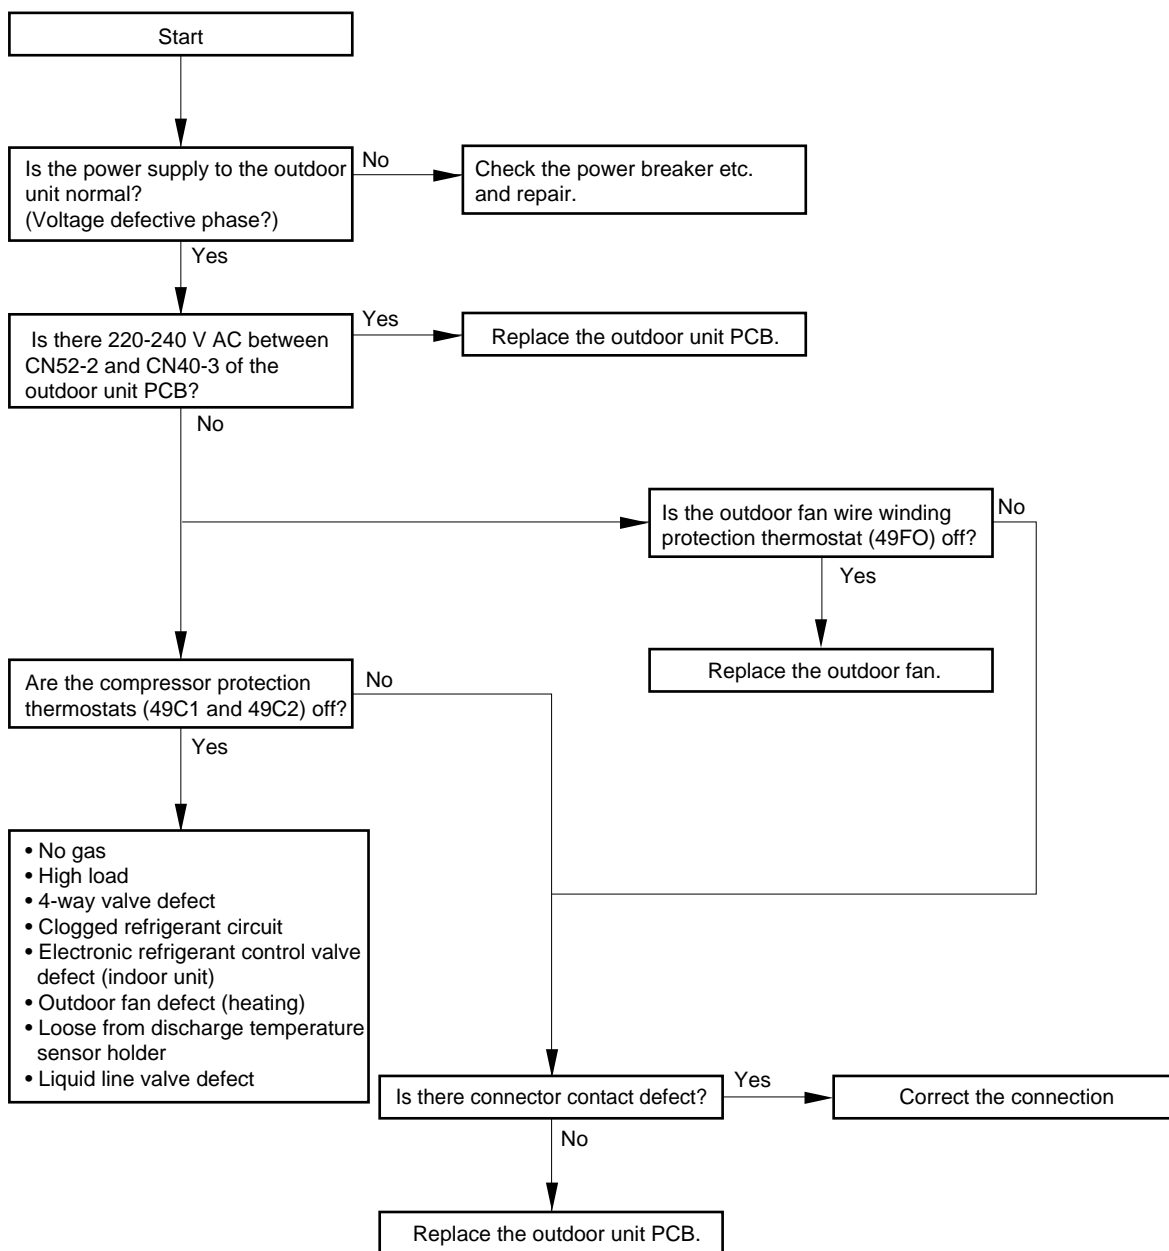 Start
Is the power supply to the outdoor
unit normal?
(Voltage defective phase?)
No
Check the power breaker etc.
and repair.
Yes
Is there 220-240 V AC between
CN52-2 and CN40-3 of the
outdoor unit PCB?
Yes
Replace the outdoor unit PCB.
No
Is the outdoor fan wire winding
protection thermostat (49FO) off?
No
Yes
Replace the outdoor fan.
Are the compressor protection
thermostats (49C1 and 49C2) off?
No
Yes
• No gas
• High load
• 4-way valve defect
• Clogged refrigerant circuit
• Electronic refrigerant control valve
defect (indoor unit)
• Outdoor fan defect (heating)
• Loose from discharge temperature
sensor holder
• Liquid line valve defect
Is there connector contact defect?
Yes
Correct the connection
No
Replace the outdoor unit PCB.